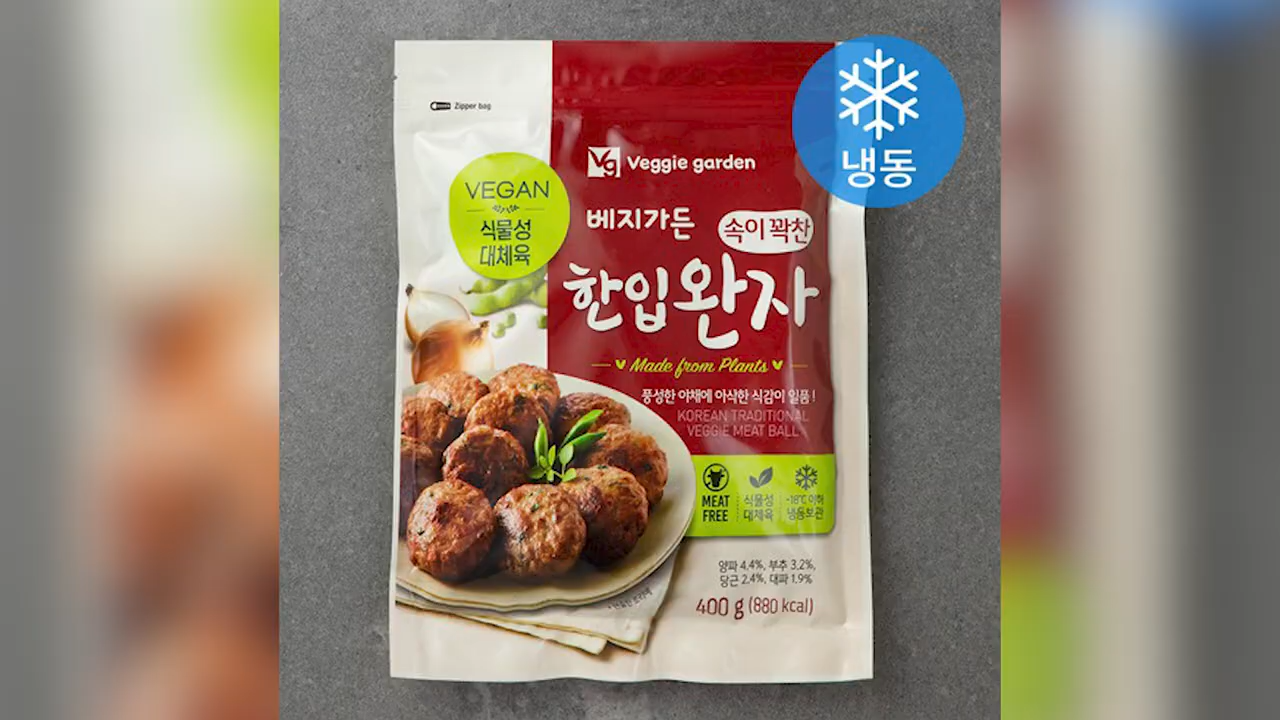 Zipper bag
냉동
Vg Veggie garden
VEGAN
식물성
대체육
베지가든
속이 꽉찬
한입완자
Made from Plants
풍성한 야채에 아삭한 식감이 일품!
KOREAN TRADITIONAL
VEGGIE MEAT BALL
MEAT
FREE
식물성
대체육
-18℃ 이하
냉동보관
양파 4.4%, 부추 3.2%,
당근 2.4%, 대파 1.9%
400 g (880 kcal)